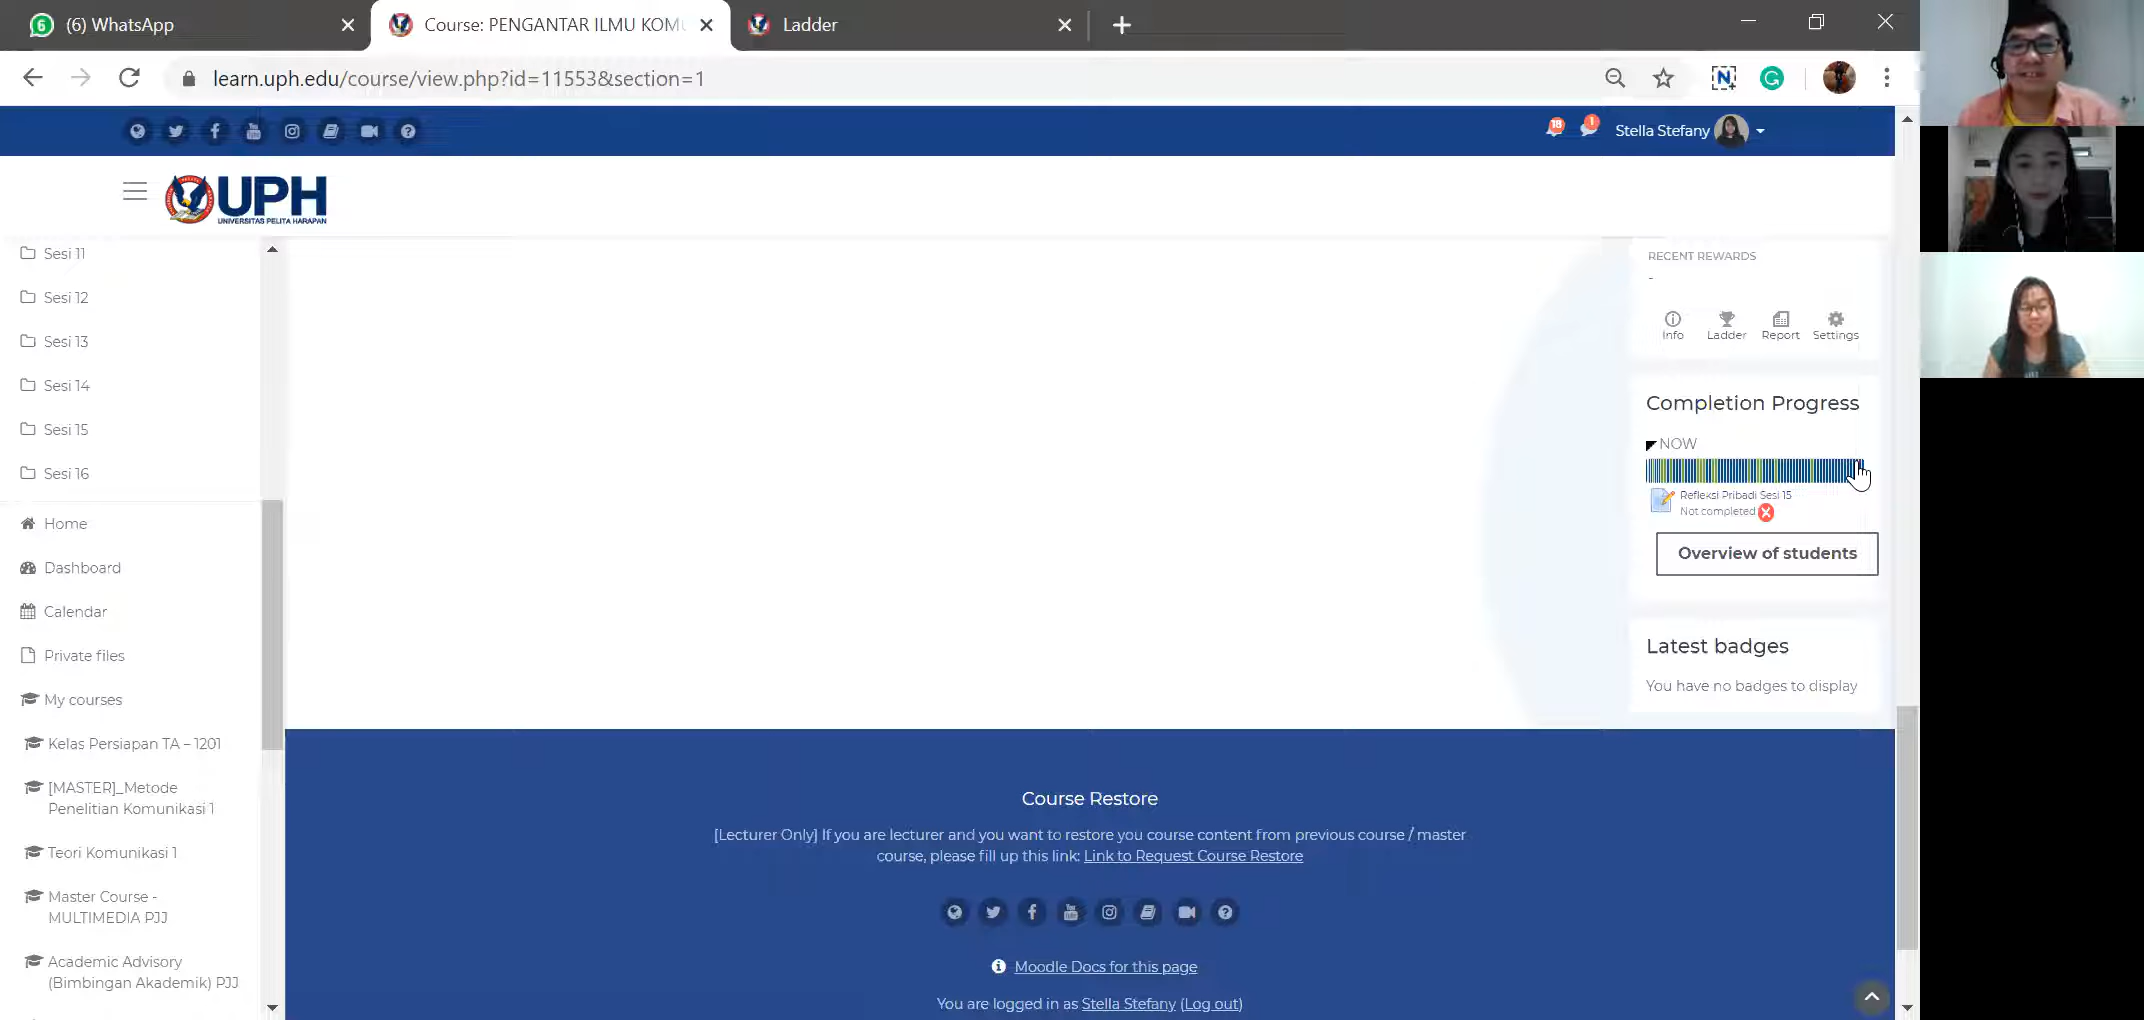 (6) WhatsApp
Course: PENGANTAR ILMU KOM
Ladder
learn.uph.edu/course/view.php?id=11553&section=1
18
1
Stella Stefany
UPH
UNIVERSITAS PELITA HARAPAN
Sesi 11
Sesi 12
Sesi 13
Sesi 14
Sesi 15
Sesi 16
Home
Dashboard
Calendar
Private files
My courses
Kelas Persiapan TA – 1201
[MASTER]_Metode
Penelitian Komunikasi 1
Teori Komunikasi 1
Master Course -
MULTIMEDIA PJJ
Academic Advisory
(Bimbingan Akademik) PJJ
RECENT REWARDS
-
Info
Ladder
Report
Settings
Completion Progress
NOW
Refleksi Pribadi Sesi 15
Not completed
Overview of students
Latest badges
You have no badges to display
Course Restore
[Lecturer Only] If you are lecturer and you want to restore you course content from previous course / master
course, please fill up this link: Link to Request Course Restore
Moodle Docs for this page
You are logged in as Stella Stefany (Log out)